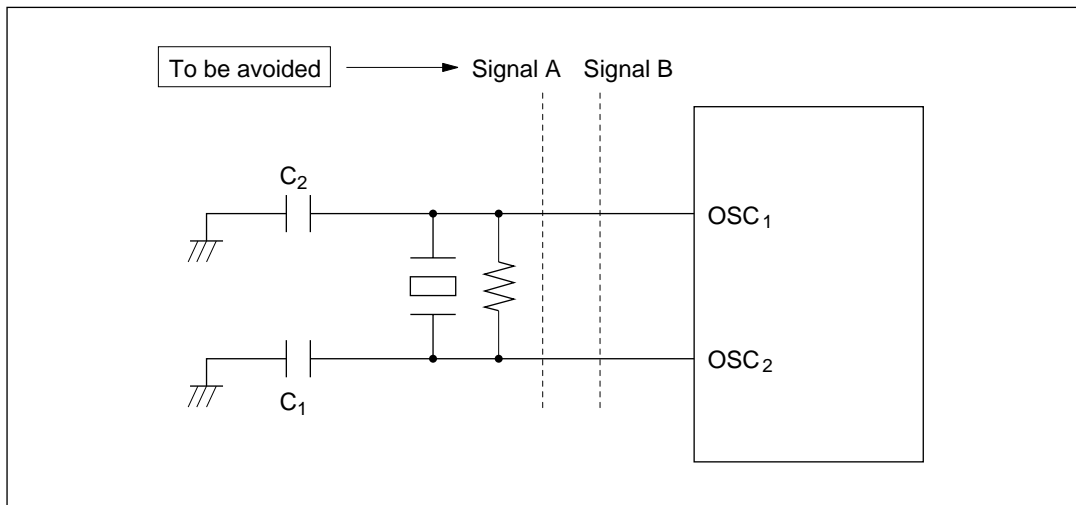 To be avoided
Signal A Signal B
C2
OSC1
OSC2
C1